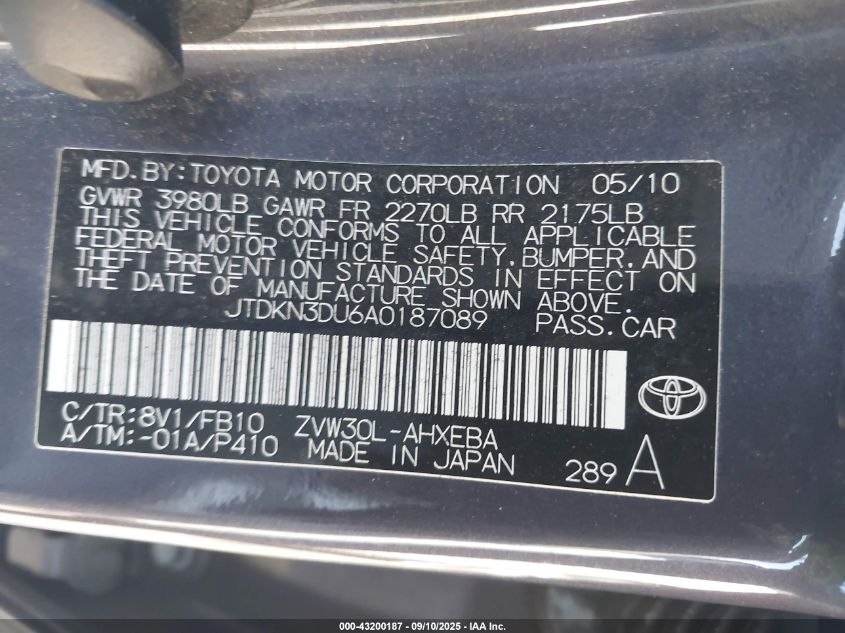 MFD. BY: TOYOTA MOTOR CORPORATION 05/10
GVWR 3980LB GAWR FR 2270LB RR 2175LB
THIS VEHICLE CONFORMS TO ALL APPLICABLE
FEDERAL MOTOR VEHICLE SAFETY, BUMPER, AND
THEFT PREVENTION STANDARDS IN EFFECT ON
THE DATE OF MANUFACTURE SHOWN ABOVE.
JTDKN3DU6A0187089 PASS. CAR
C/TR: 8V1/FB10 ZVW30L-AHXEBA
A/TM: -01A/P410 MADE IN JAPAN 289 A
000-43200187 - 09/10/2025 - IAA Inc.